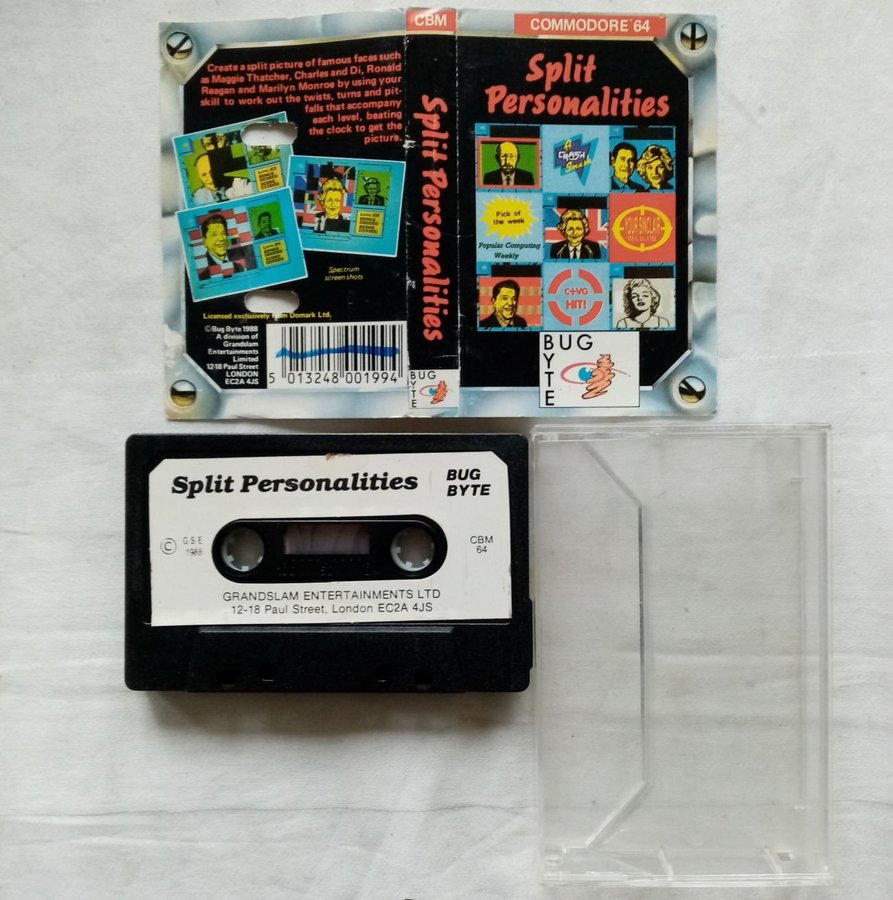 Create a split picture of famous faces such
as Maggie Thatcher, Charles and Di, Ronald
Reagan and Marilyn Monroe by using your
skill to work out the twists, turns and pit-
falls that accompany
each level, beating
the clock to get the
picture.
Spectrum
screen shots
Licensed exclusively from Domark Ltd.
©Bug Byte 1988
A division of
Grandslam
Entertainments
Limited
12-18 Paul Street
LONDON
EC2A 4JS
5 013248 001994
CBM
Split Personalities
BUG
BYTE
COMMODORE 64
Split
Personalities
A
CRASH
Smash
Pick of
the week
Popular Computing
Weekly
YOUR SINCLAIR
MEGAGAME
C+VG
HIT!
BUG
BYTE
Split Personalities
BUG
BYTE
© G.S.E
1988
CBM
64
GRANDSLAM ENTERTAINMENTS LTD
12-18 Paul Street, London EC2A 4JS